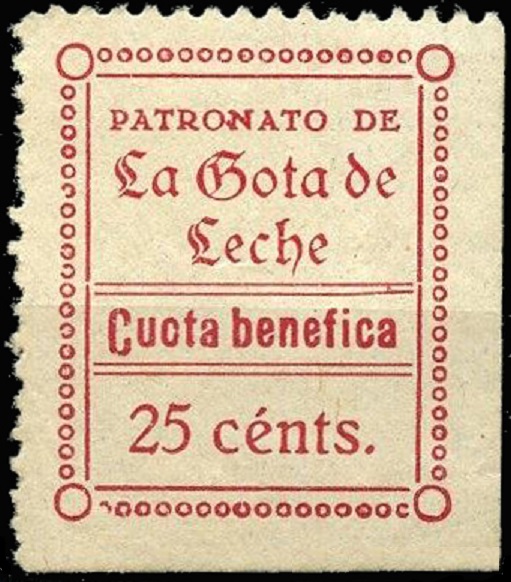 PATRONATO DE
La Gota de
Leche
Cuota benefica
25 cénts.